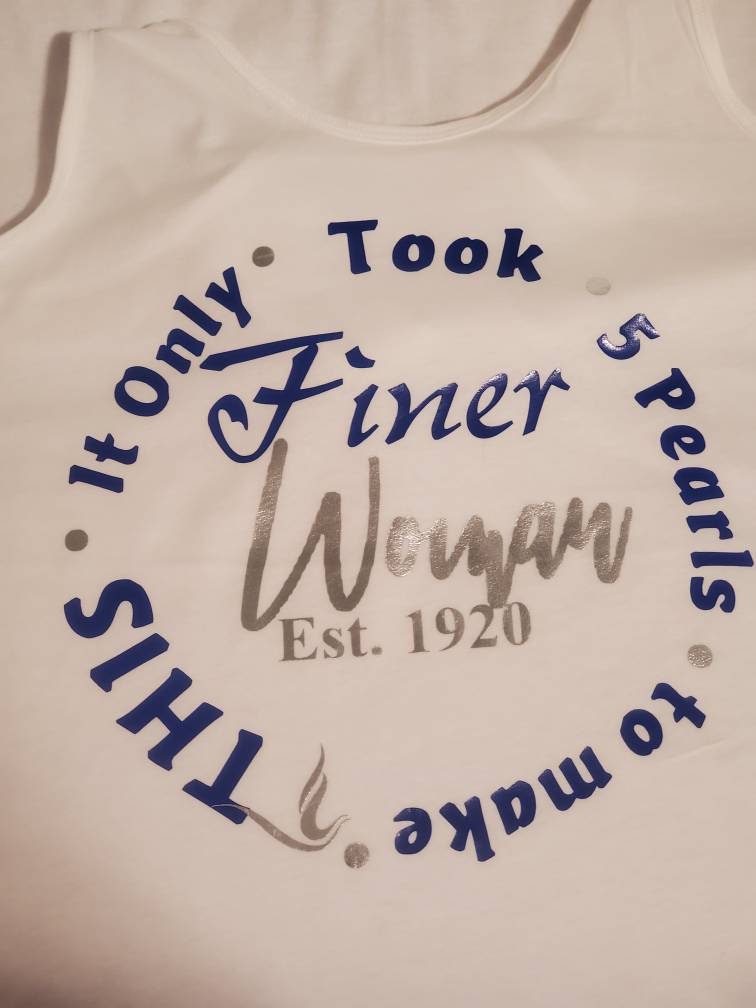 It Only
Took
5 Pearls
to make
THIS
Finer
Woman
Est. 1920